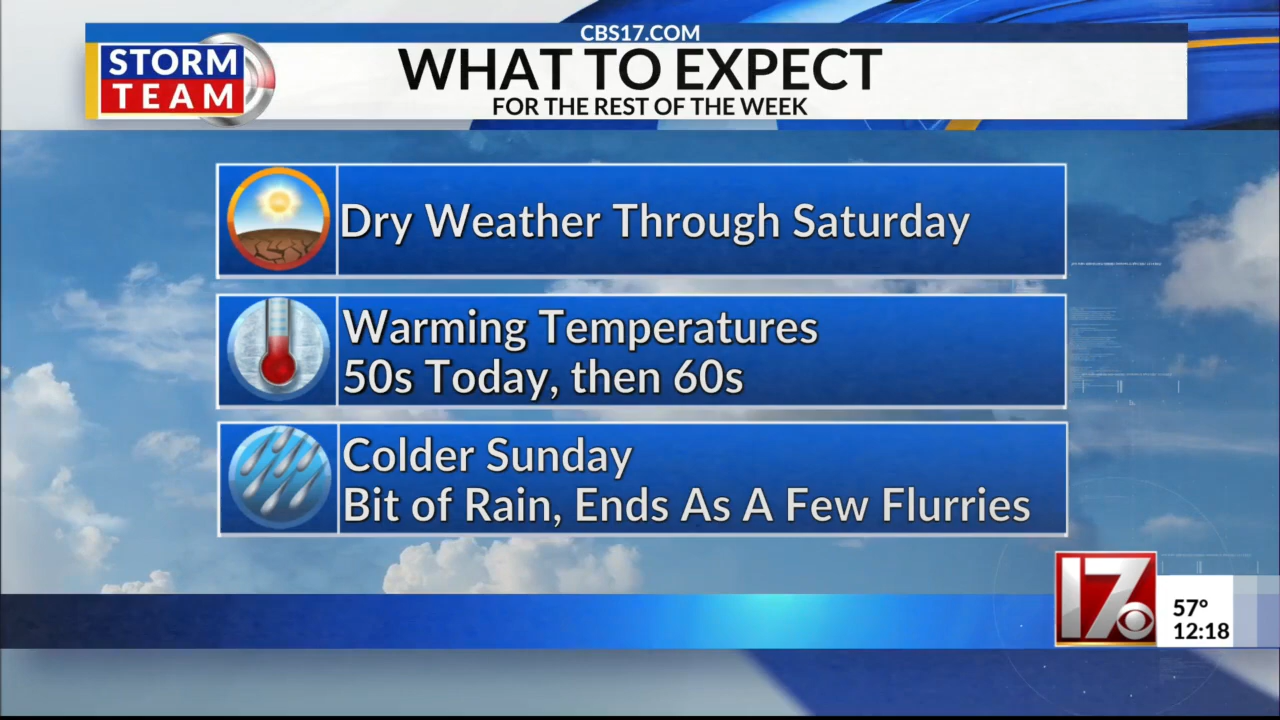 CBS17.COM
STORM
TEAM
WHAT TO EXPECT
FOR THE REST OF THE WEEK
Dry Weather Through Saturday
Warming Temperatures
50s Today, then 60s
Colder Sunday
Bit of Rain, Ends As A Few Flurries
17
57°
12:18